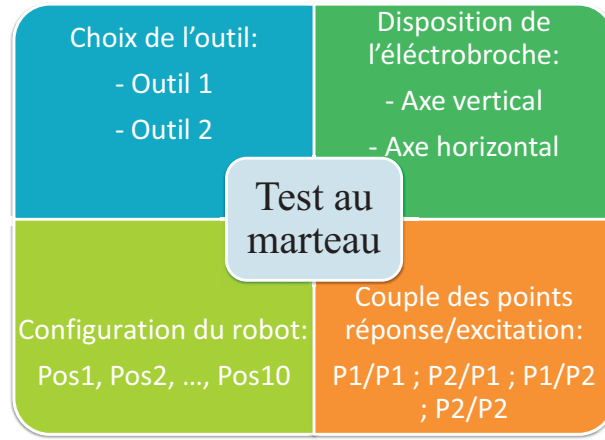 Choix de l’outil:
- Outil 1
- Outil 2
Disposition de
l’éléctrobroche:
- Axe vertical
- Axe horizontal
Test au
marteau
Configuration du robot:
Pos1, Pos2, ..., Pos10
Couple des points
réponse/excitation:
P1/P1 ; P2/P1 ; P1/P2
; P2/P2